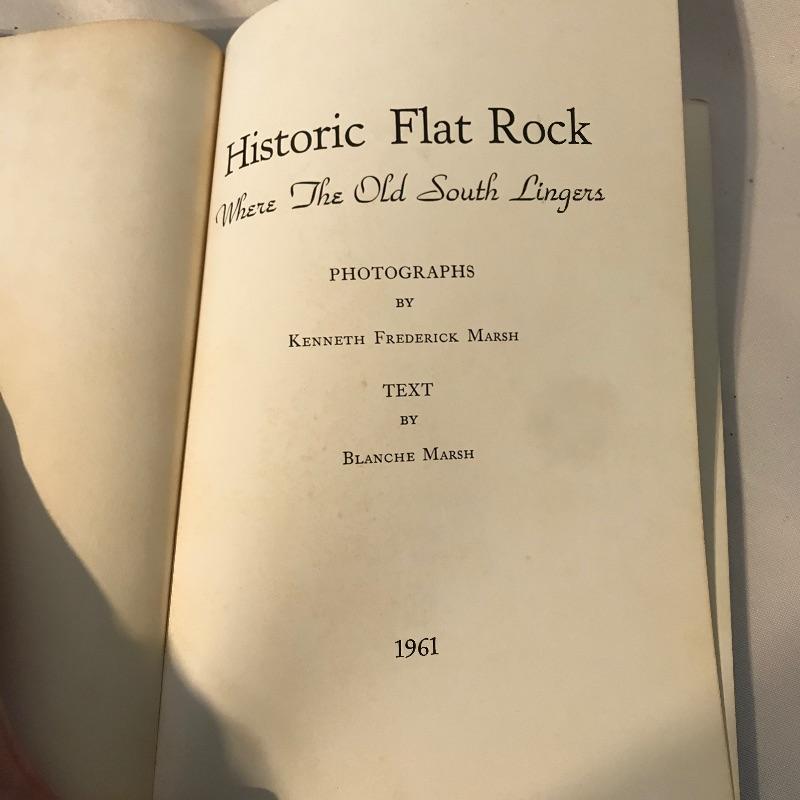 Historic Flat Rock
Where The Old South Lingers
PHOTOGRAPHS
BY
Kenneth Frederick Marsh
TEXT
BY
Blanche Marsh
1961